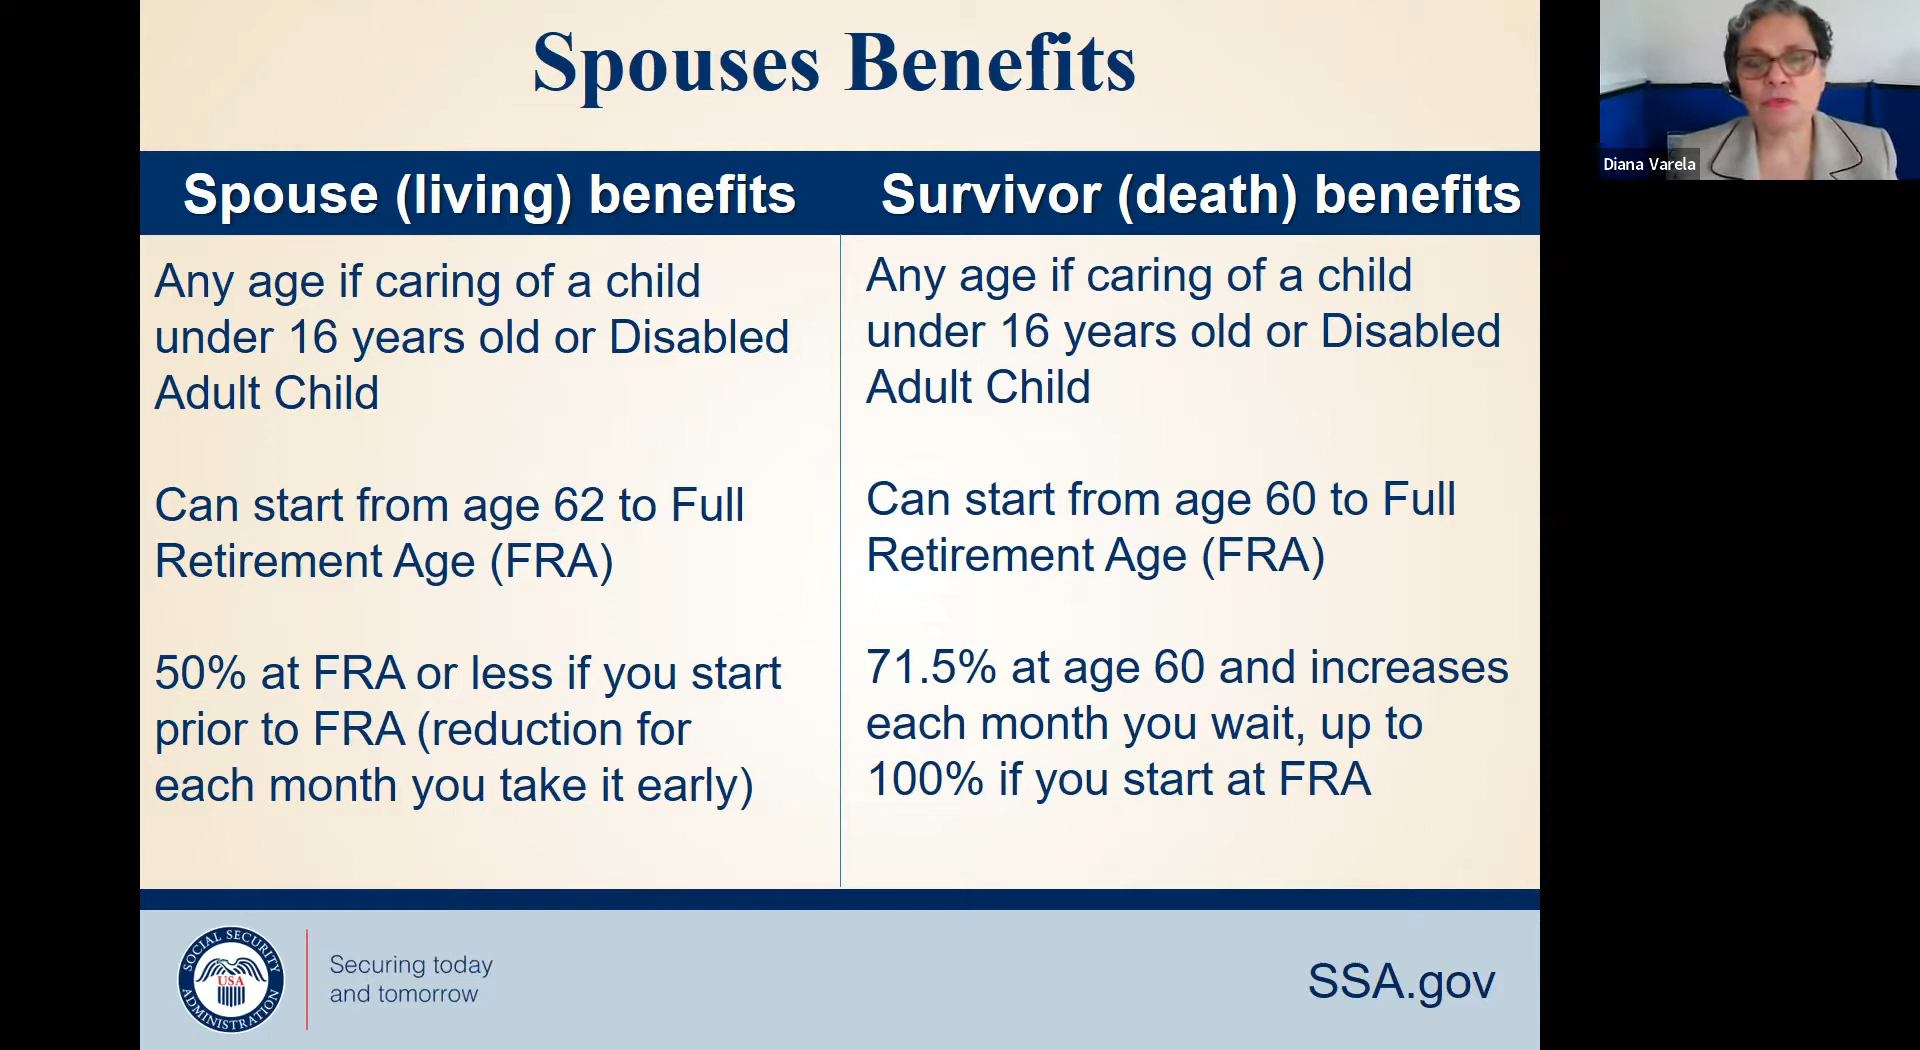 Spouses Benefits
Spouse (living) benefits
Any age if caring of a child
under 16 years old or Disabled
Adult Child
Can start from age 62 to Full
Retirement Age (FRA)
50% at FRA or less if you start
prior to FRA (reduction for
each month you take it early)
Survivor (death) benefits
Any age if caring of a child
under 16 years old or Disabled
Adult Child
Can start from age 60 to Full
Retirement Age (FRA)
71.5% at age 60 and increases
each month you wait, up to
100% if you start at FRA
SOCIAL SECURITY
USA
ADMINISTRATION
Securing today
and tomorrow
SSA.gov
Diana Varela